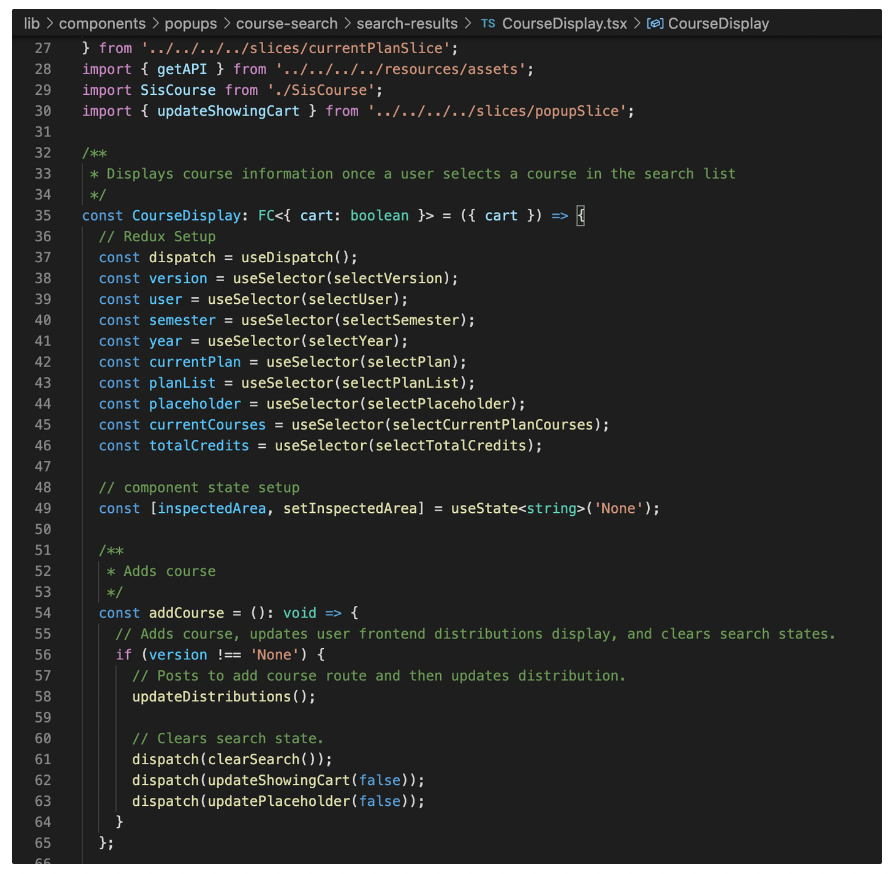 lib > components > popups > course-search > search-results > TS CourseDisplay.tsx > CourseDisplay
27 } from '../../../../slices/currentPlanSlice';
28 import { getAPI } from '../../../../resources/assets';
29 import SisCourse from './SisCourse';
30 import { updateShowingCart } from '../../../../slices/popupSlice';
31
32 /**
33  * Displays course information once a user selects a course in the search list
34  */
35 const CourseDisplay: FC<{ cart: boolean }> = ({ cart }) => {
36   // Redux Setup
37   const dispatch = useDispatch();
38   const version = useSelector(selectVersion);
39   const user = useSelector(selectUser);
40   const semester = useSelector(selectSemester);
41   const year = useSelector(selectYear);
42   const currentPlan = useSelector(selectPlan);
43   const planList = useSelector(selectPlanList);
44   const placeholder = useSelector(selectPlaceholder);
45   const currentCourses = useSelector(selectCurrentPlanCourses);
46   const totalCredits = useSelector(selectTotalCredits);
47
48   // component state setup
49   const [inspectedArea, setInspectedArea] = useState<string>('None');
50
51   /**
52    * Adds course
53    */
54   const addCourse = (): void => {
55     // Adds course, updates user frontend distributions display, and clears search states.
56     if (version !== 'None') {
57       // Posts to add course route and then updates distribution.
58       updateDistributions();
59
60       // Clears search state.
61       dispatch(clearSearch());
62       dispatch(updateShowingCart(false));
63       dispatch(updatePlaceholder(false));
64     }
65   };
66